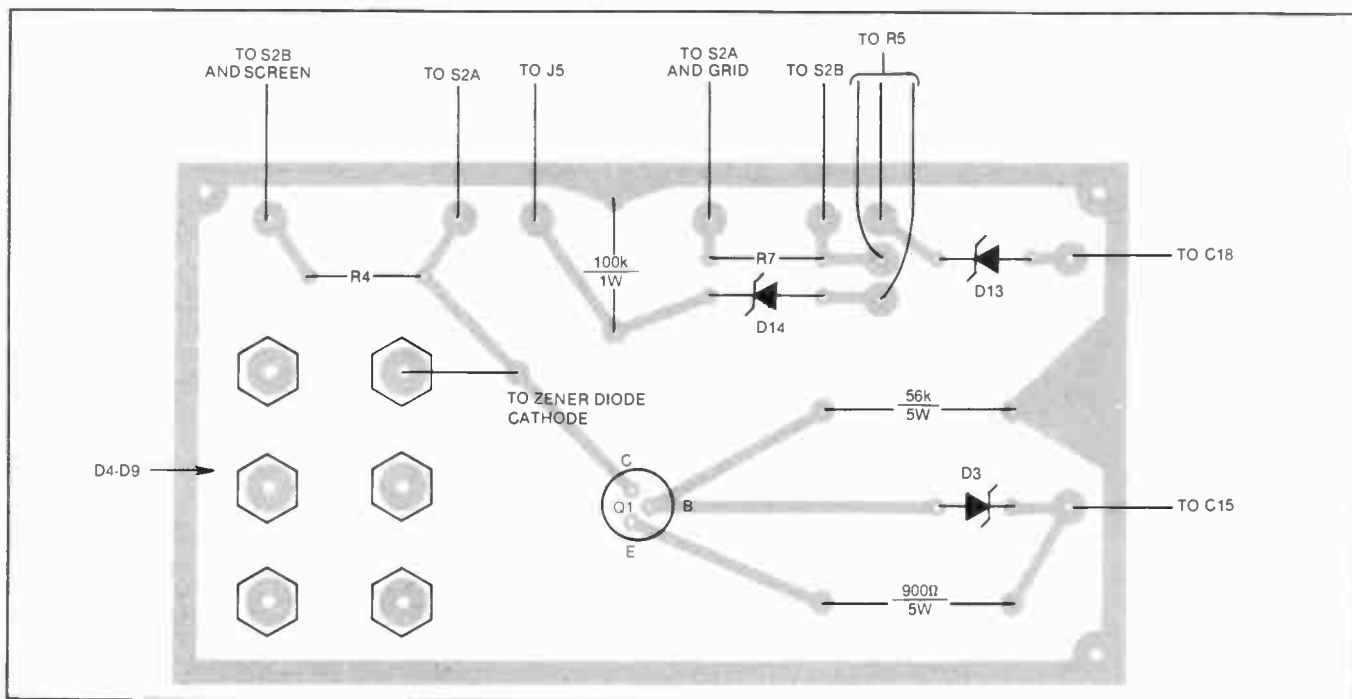 TO R5
TO S2B
AND SCREEN
TO S2A
TO J5
TO S2A
AND GRID
TO S2B
100k
1W
R4
R7
D14
D13
TO C18
TO ZENER DIODE
CATHODE
56k
5W
D4-D9
C
Q1
B
E
D3
TO C15
900Ω
5W